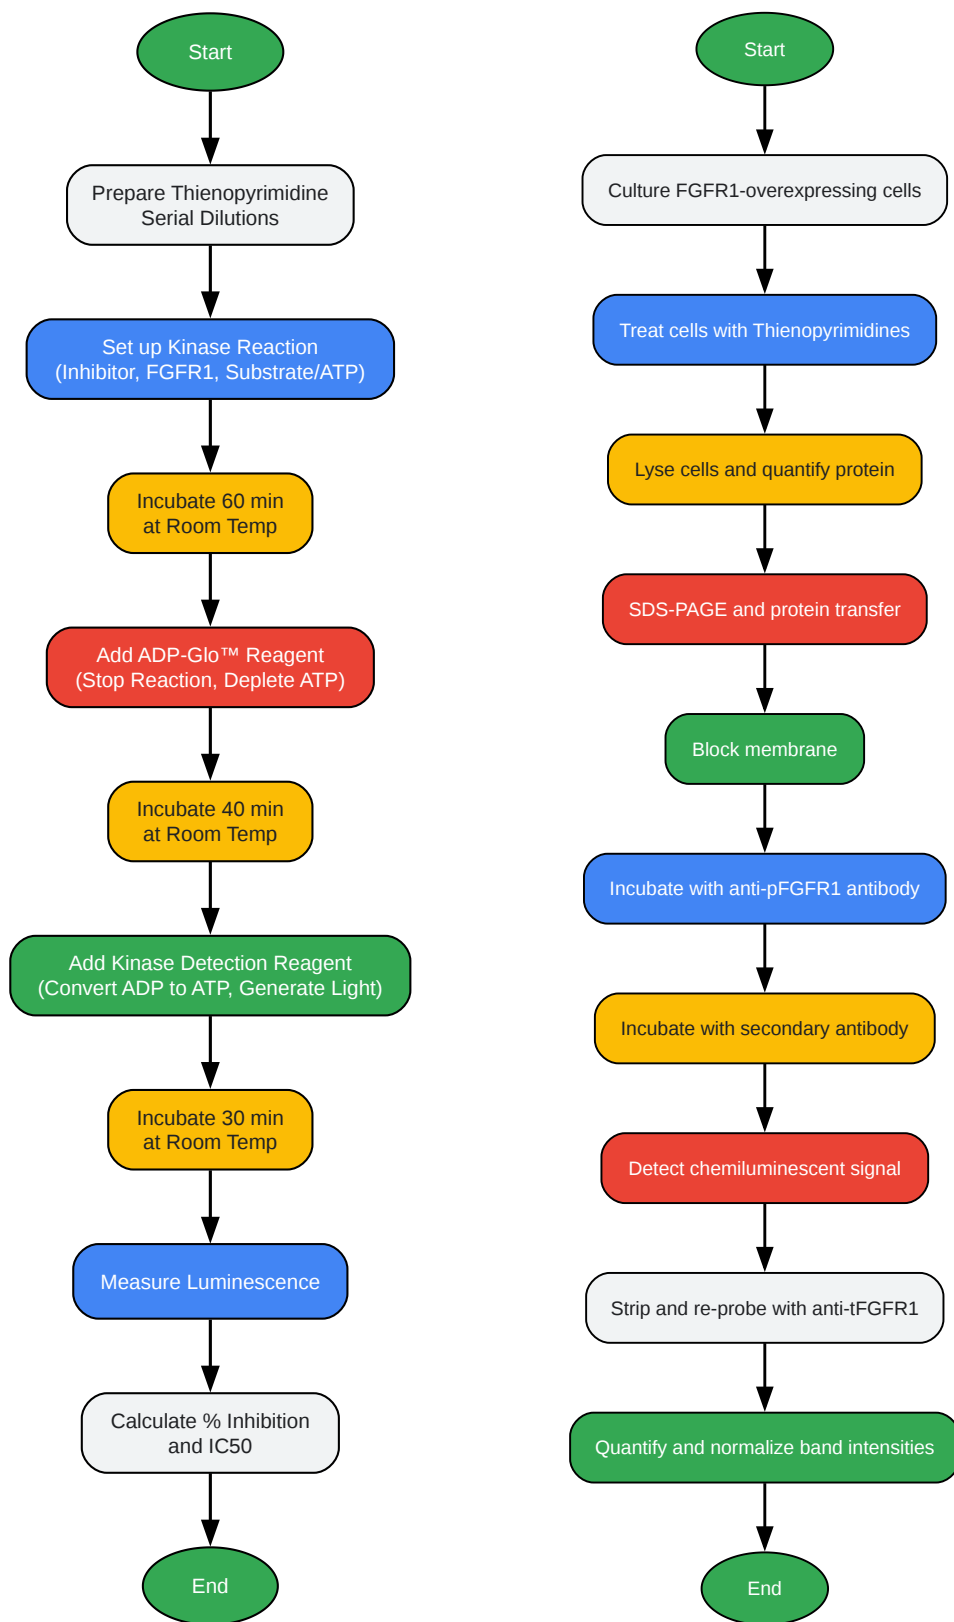 Start
Prepare Thienopyrimidine
Serial Dilutions
Set up Kinase Reaction
(Inhibitor, FGFR1, Substrate/ATP)
Incubate 60 min
at Room Temp
Add ADP-Glo™ Reagent
(Stop Reaction, Deplete ATP)
Incubate 40 min
at Room Temp
Add Kinase Detection Reagent
(Convert ADP to ATP, Generate Light)
Incubate 30 min
at Room Temp
Measure Luminescence
Calculate % Inhibition
and IC50
End
Start
Culture FGFR1-overexpressing cells
Treat cells with Thienopyrimidines
Lyse cells and quantify protein
SDS-PAGE and protein transfer
Block membrane
Incubate with anti-pFGFR1 antibody
Incubate with secondary antibody
Detect chemiluminescent signal
Strip and re-probe with anti-tFGFR1
Quantify and normalize band intensities
End